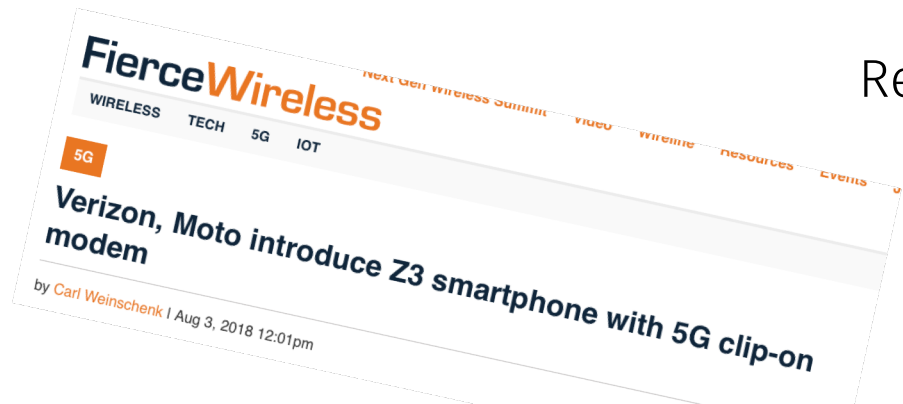 FierceWireless
Next Gen Wireless Summit Video Wireline Resources Events
Re
WIRELESS TECH 5G IOT
5G
Verizon, Moto introduce Z3 smartphone with 5G clip-on
modem
by Carl Weinschenk | Aug 3, 2018 12:01pm